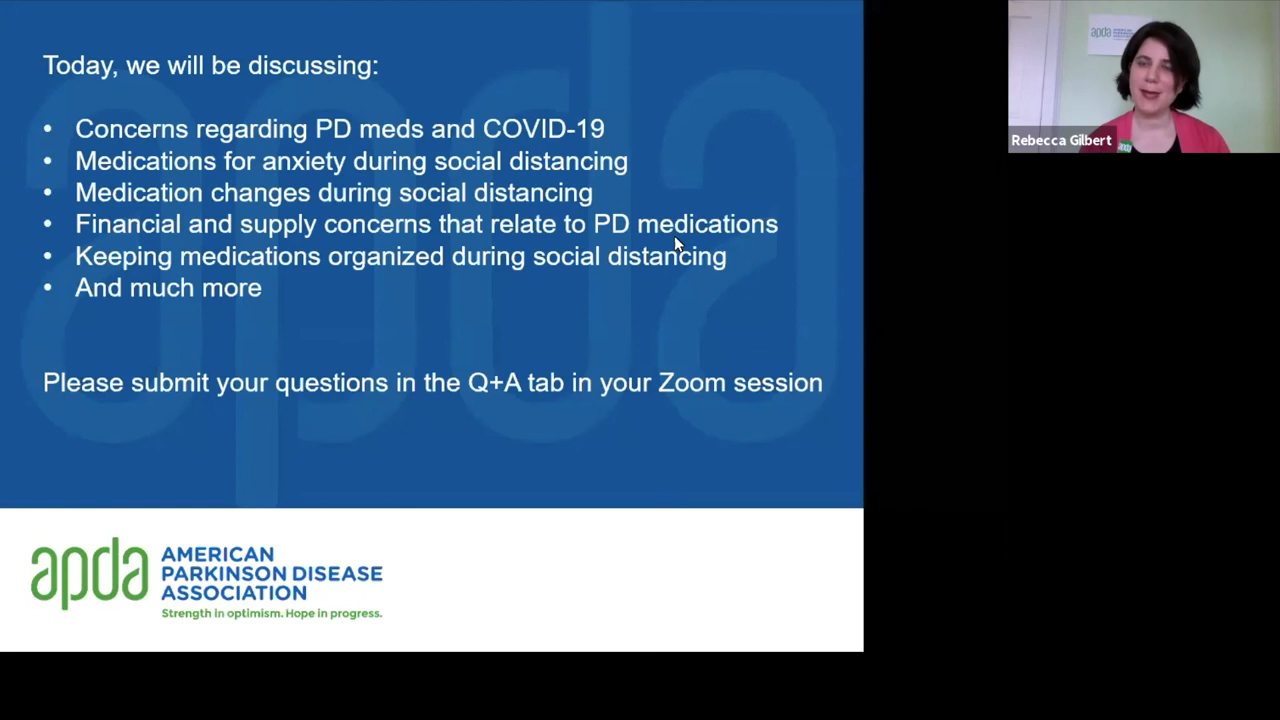 Today, we will be discussing:
• Concerns regarding PD meds and COVID-19
• Medications for anxiety during social distancing
• Medication changes during social distancing
• Financial and supply concerns that relate to PD medications
• Keeping medications organized during social distancing
• And much more
Please submit your questions in the Q+A tab in your Zoom session
apda
AMERICAN
PARKINSON DISEASE
ASSOCIATION
Strength in optimism. Hope in progress.
apda
Rebecca Gilbert